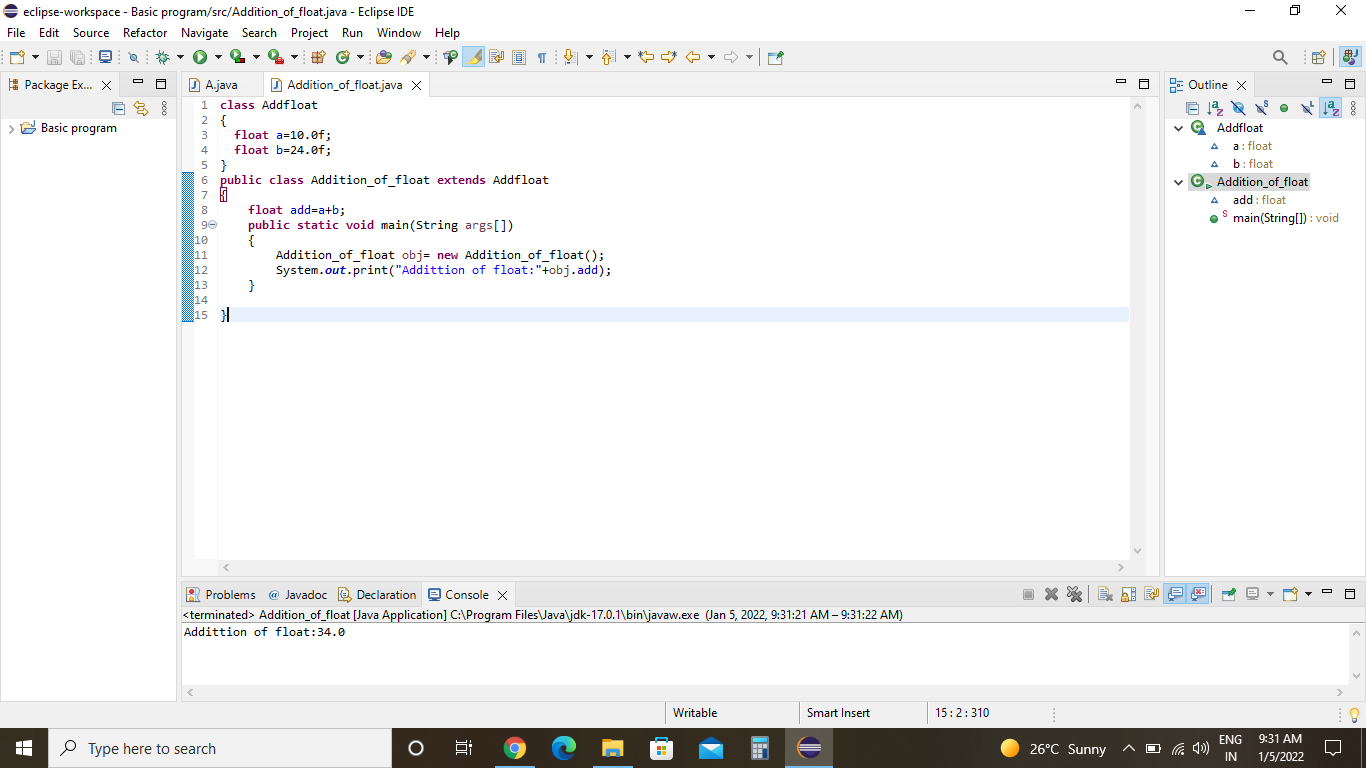 eclipse-workspace - Basic program/src/Addition_of_float.java - Eclipse IDE
File Edit Source Refactor Navigate Search Project Run Window Help
Package Ex...
Basic program
A.java
Addition_of_float.java
1 class Addfloat
2 {
3   float a=10.0f;
4   float b=24.0f;
5 }
6 public class Addition_of_float extends Addfloat
7 {
8     float add=a+b;
9     public static void main(String args[])
10     {
11         Addition_of_float obj= new Addition_of_float();
12         System.out.print("Addittion of float:"+obj.add);
13     }
14
15 }
Outline
Addfloat
a : float
b : float
Addition_of_float
add : float
main(String[]) : void
Problems @ Javadoc Declaration Console
<terminated> Addition_of_float [Java Application] C:\Program Files\Java\jdk-17.0.1\bin\javaw.exe (Jan 5, 2022, 9:31:21 AM – 9:31:22 AM)
Addittion of float:34.0
Writable Smart Insert 15 : 2 : 310
Type here to search
26°C Sunny
ENG
IN
9:31 AM
1/5/2022